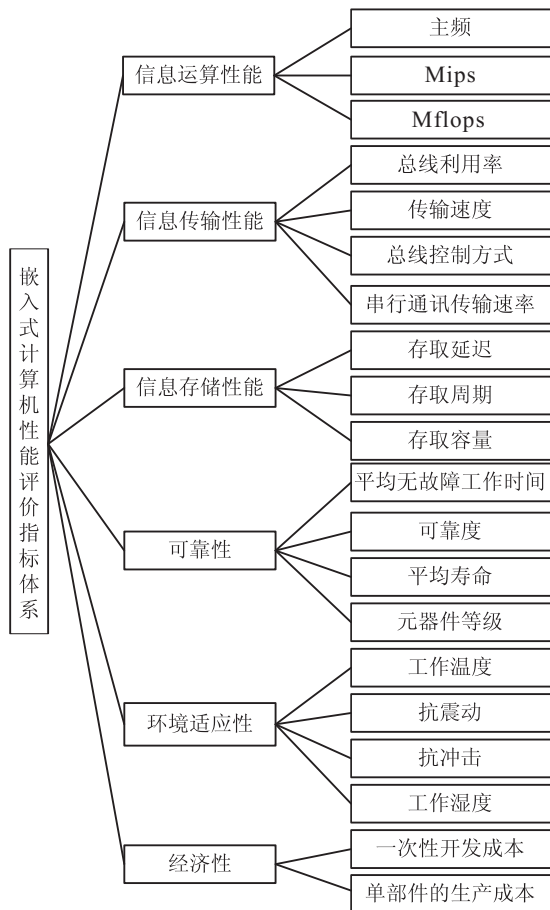 嵌入式计算机性能评价指标体系
信息运算性能
主频
Mips
Mflops
信息传输性能
总线利用率
传输速度
总线控制方式
串行通讯传输速率
信息存储性能
存取延迟
存取周期
存取容量
可靠性
平均无故障工作时间
可靠度
平均寿命
元器件等级
环境适应性
工作温度
抗震动
抗冲击
工作湿度
经济性
一次性开发成本
单部件的生产成本